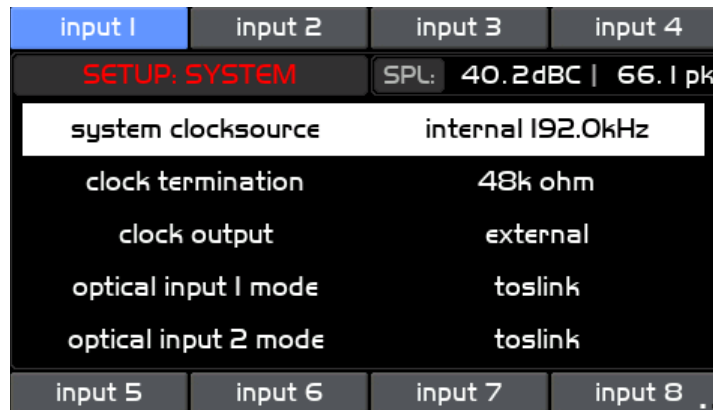 input 1 input 2 input 3 input 4
SETUP: SYSTEM SPL: 40.2dBC | 66.1 pk
system clocksource internal 192.0kHz
clock termination 48k ohm
clock output external
optical input 1 mode toslink
optical input 2 mode toslink
input 5 input 6 input 7 input 8